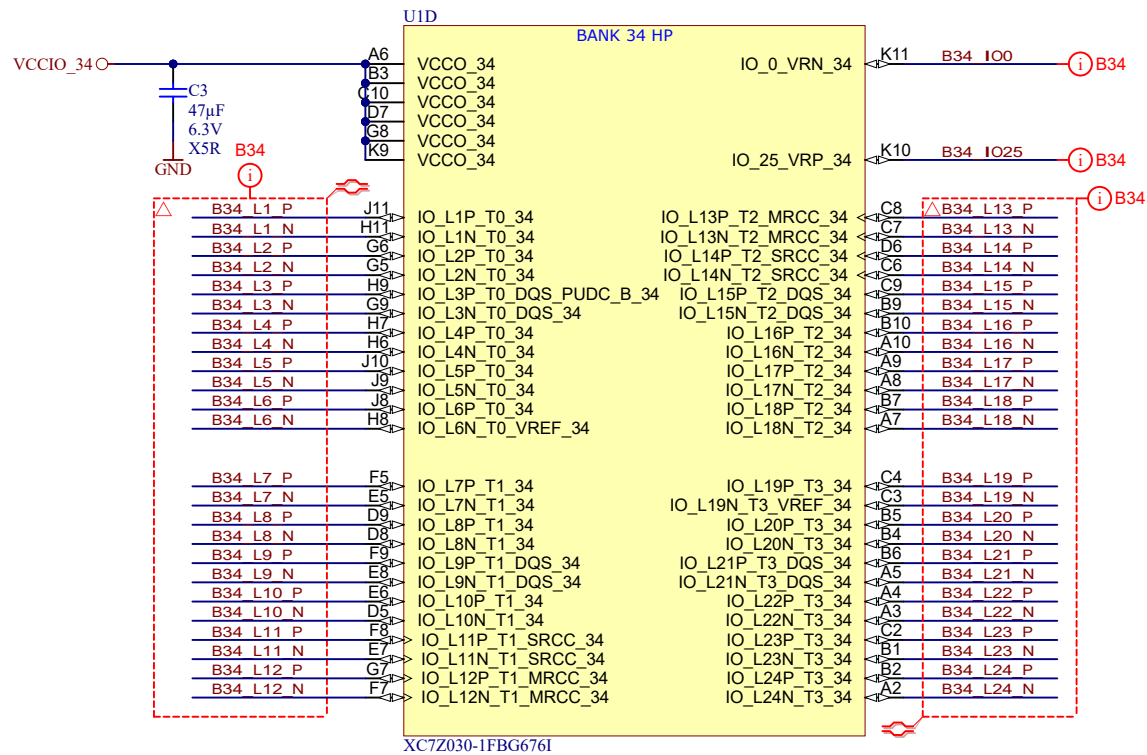 U1D
BANK 34 HP
VCCIO_34
A6 VCCO_34
B3 VCCO_34
C10 VCCO_34
D7 VCCO_34
G8 VCCO_34
K9 VCCO_34
C3
47µF
6.3V
X5R
GND
IO_0_VRN_34 K11 B34_IO0 i B34
IO_25_VRP_34 K10 B34_IO25 i B34
B34
i
i B34
B34_L1_P J11 IO_L1P_T0_34
B34_L1_N H11 IO_L1N_T0_34
B34_L2_P G6 IO_L2P_T0_34
B34_L2_N G5 IO_L2N_T0_34
B34_L3_P H9 IO_L3P_T0_DQS_PUDC_B_34
B34_L3_N G9 IO_L3N_T0_DQS_34
B34_L4_P H7 IO_L4P_T0_34
B34_L4_N H6 IO_L4N_T0_34
B34_L5_P J10 IO_L5P_T0_34
B34_L5_N J9 IO_L5N_T0_34
B34_L6_P J8 IO_L6P_T0_34
B34_L6_N H8 IO_L6N_T0_VREF_34
IO_L13P_T2_MRCC_34 C8 B34_L13_P
IO_L13N_T2_MRCC_34 C7 B34_L13_N
IO_L14P_T2_SRCC_34 D6 B34_L14_P
IO_L14N_T2_SRCC_34 C6 B34_L14_N
IO_L15P_T2_DQS_34 C9 B34_L15_P
IO_L15N_T2_DQS_34 B9 B34_L15_N
IO_L16P_T2_34 B10 B34_L16_P
IO_L16N_T2_34 A10 B34_L16_N
IO_L17P_T2_34 A9 B34_L17_P
IO_L17N_T2_34 A8 B34_L17_N
IO_L18P_T2_34 B7 B34_L18_P
IO_L18N_T2_34 A7 B34_L18_N
B34_L7_P F5 IO_L7P_T1_34
B34_L7_N E5 IO_L7N_T1_34
B34_L8_P D9 IO_L8P_T1_34
B34_L8_N D8 IO_L8N_T1_34
B34_L9_P F9 IO_L9P_T1_DQS_34
B34_L9_N E8 IO_L9N_T1_DQS_34
B34_L10_P E6 IO_L10P_T1_34
B34_L10_N D5 IO_L10N_T1_34
B34_L11_P F8 IO_L11P_T1_SRCC_34
B34_L11_N E7 IO_L11N_T1_SRCC_34
B34_L12_P G7 IO_L12P_T1_MRCC_34
B34_L12_N F7 IO_L12N_T1_MRCC_34
IO_L19P_T3_34 C4 B34_L19_P
IO_L19N_T3_VREF_34 C3 B34_L19_N
IO_L20P_T3_34 B5 B34_L20_P
IO_L20N_T3_34 B4 B34_L20_N
IO_L21P_T3_DQS_34 B6 B34_L21_P
IO_L21N_T3_DQS_34 A5 B34_L21_N
IO_L22P_T3_34 A4 B34_L22_P
IO_L22N_T3_34 A3 B34_L22_N
IO_L23P_T3_34 C2 B34_L23_P
IO_L23N_T3_34 B1 B34_L23_N
IO_L24P_T3_34 B2 B34_L24_P
IO_L24N_T3_34 A2 B34_L24_N
XC7Z030-1FBG676I